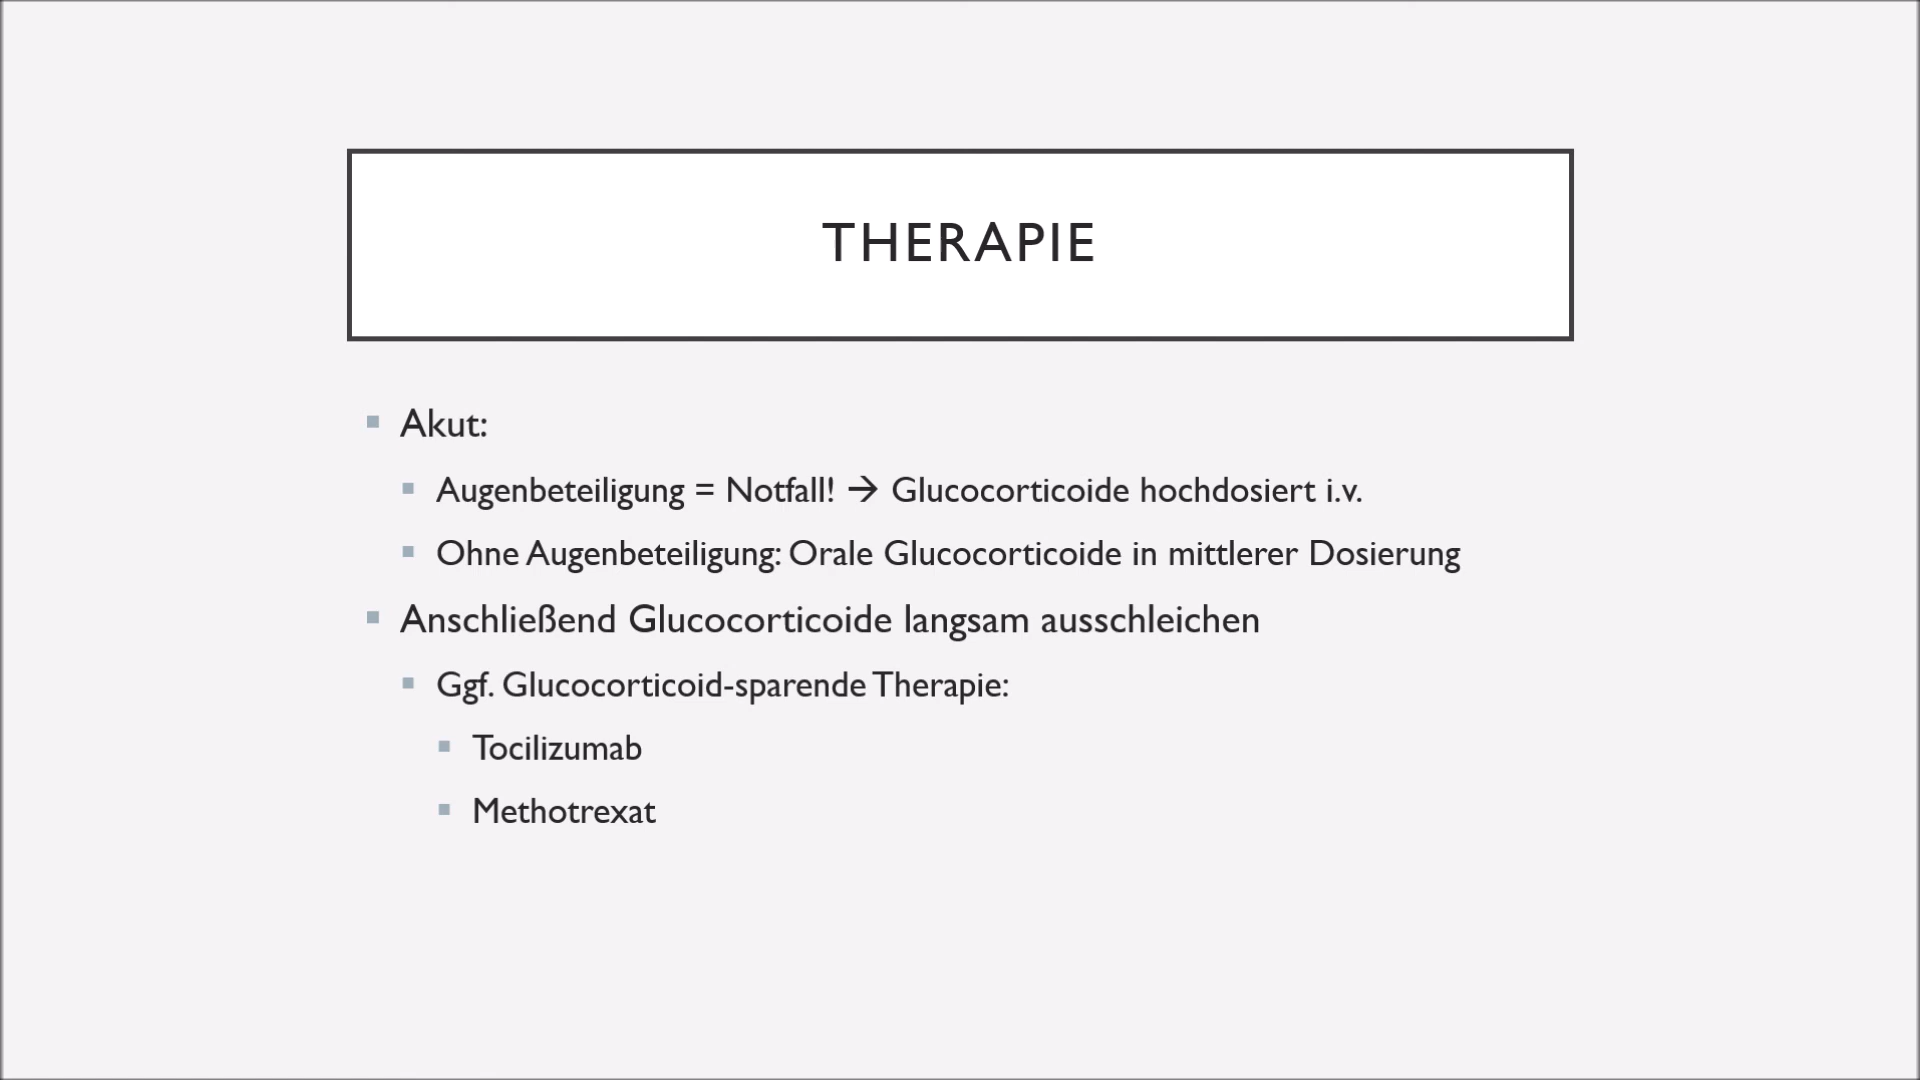 THERAPIE
Akut:
Augenbeteiligung = Notfall! → Glucocorticoide hochdosiert i.v.
Ohne Augenbeteiligung: Orale Glucocorticoide in mittlerer Dosierung
Anschließend Glucocorticoide langsam ausschleichen
Ggf. Glucocorticoid-sparende Therapie:
Tocilizumab
Methotrexat